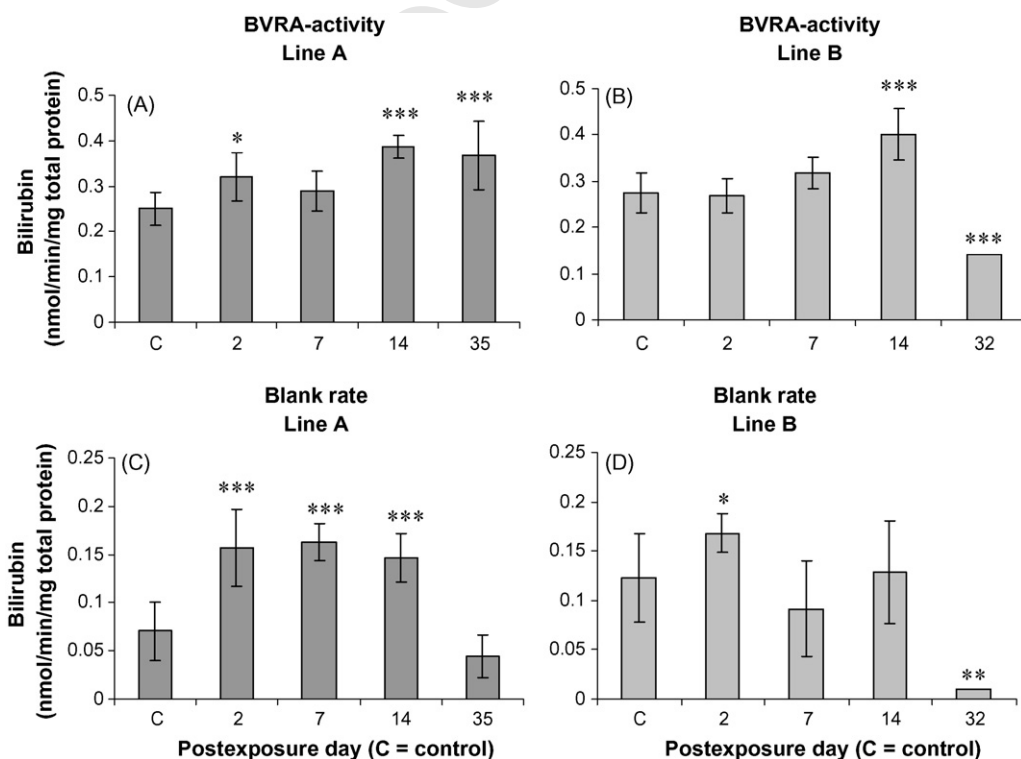 BVRA-activity
Line A
Bilirubin
(nmol/min/mg total protein)
(A)
0.5
0.4
0.3
0.2
0.1
0
*
***
***
C 2 7 14 35
BVRA-activity
Line B
(B)
0.5
0.4
0.3
0.2
0.1
0
***
***
C 2 7 14 32
Blank rate
Line A
Bilirubin
(nmol/min/mg total protein)
(C)
0.25
0.2
0.15
0.1
0.05
0
***
***
***
C 2 7 14 35
Postexposure day (C = control)
Blank rate
Line B
(D)
0.25
0.2
0.15
0.1
0.05
0
*
**
C 2 7 14 32
Postexposure day (C = control)